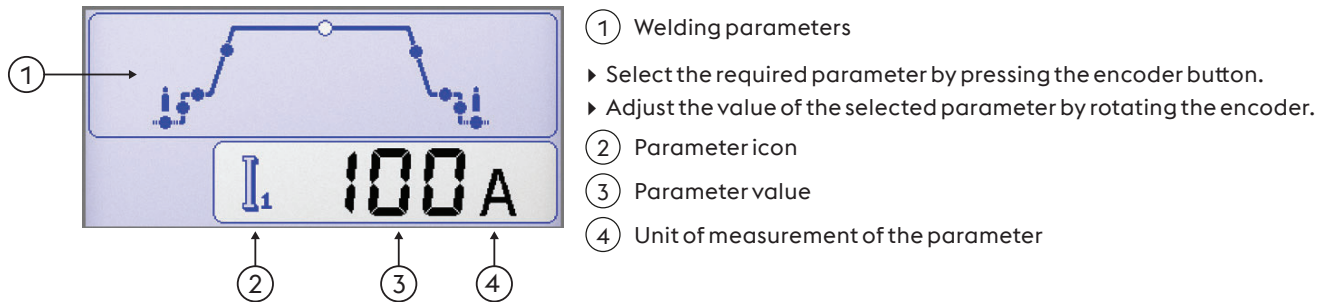 1 Welding parameters
1
▸ Select the required parameter by pressing the encoder button.
▸ Adjust the value of the selected parameter by rotating the encoder.
2 Parameter icon
3 Parameter value
4 Unit of measurement of the parameter
I1 100 A
2 3 4